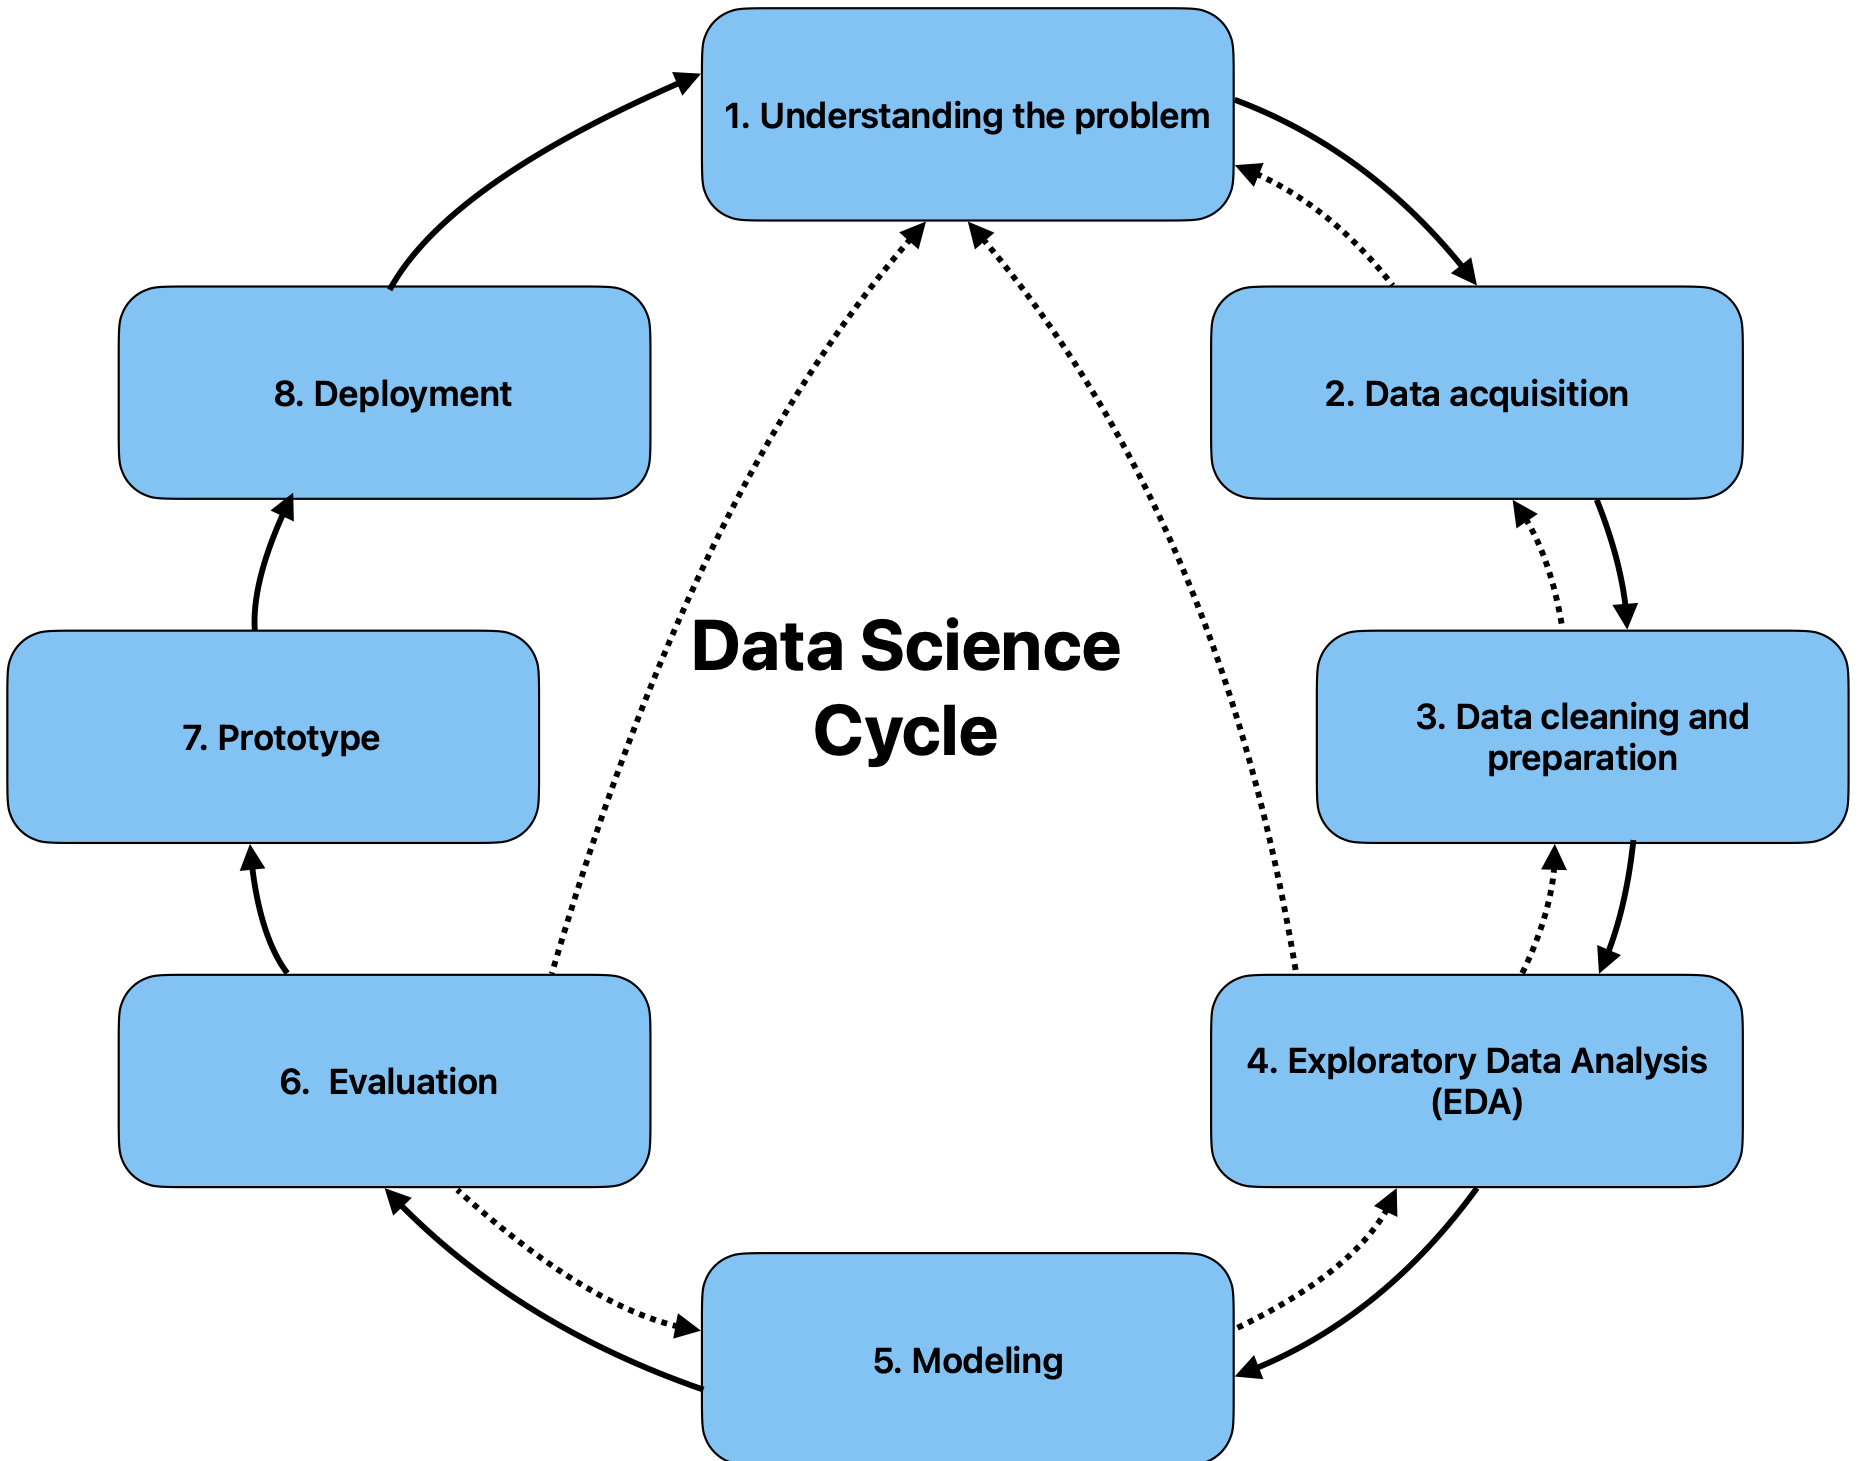 1. Understanding the problem
2. Data acquisition
3. Data cleaning and
preparation
4. Exploratory Data Analysis
(EDA)
5. Modeling
6.  Evaluation
7. Prototype
8. Deployment
Data Science
Cycle